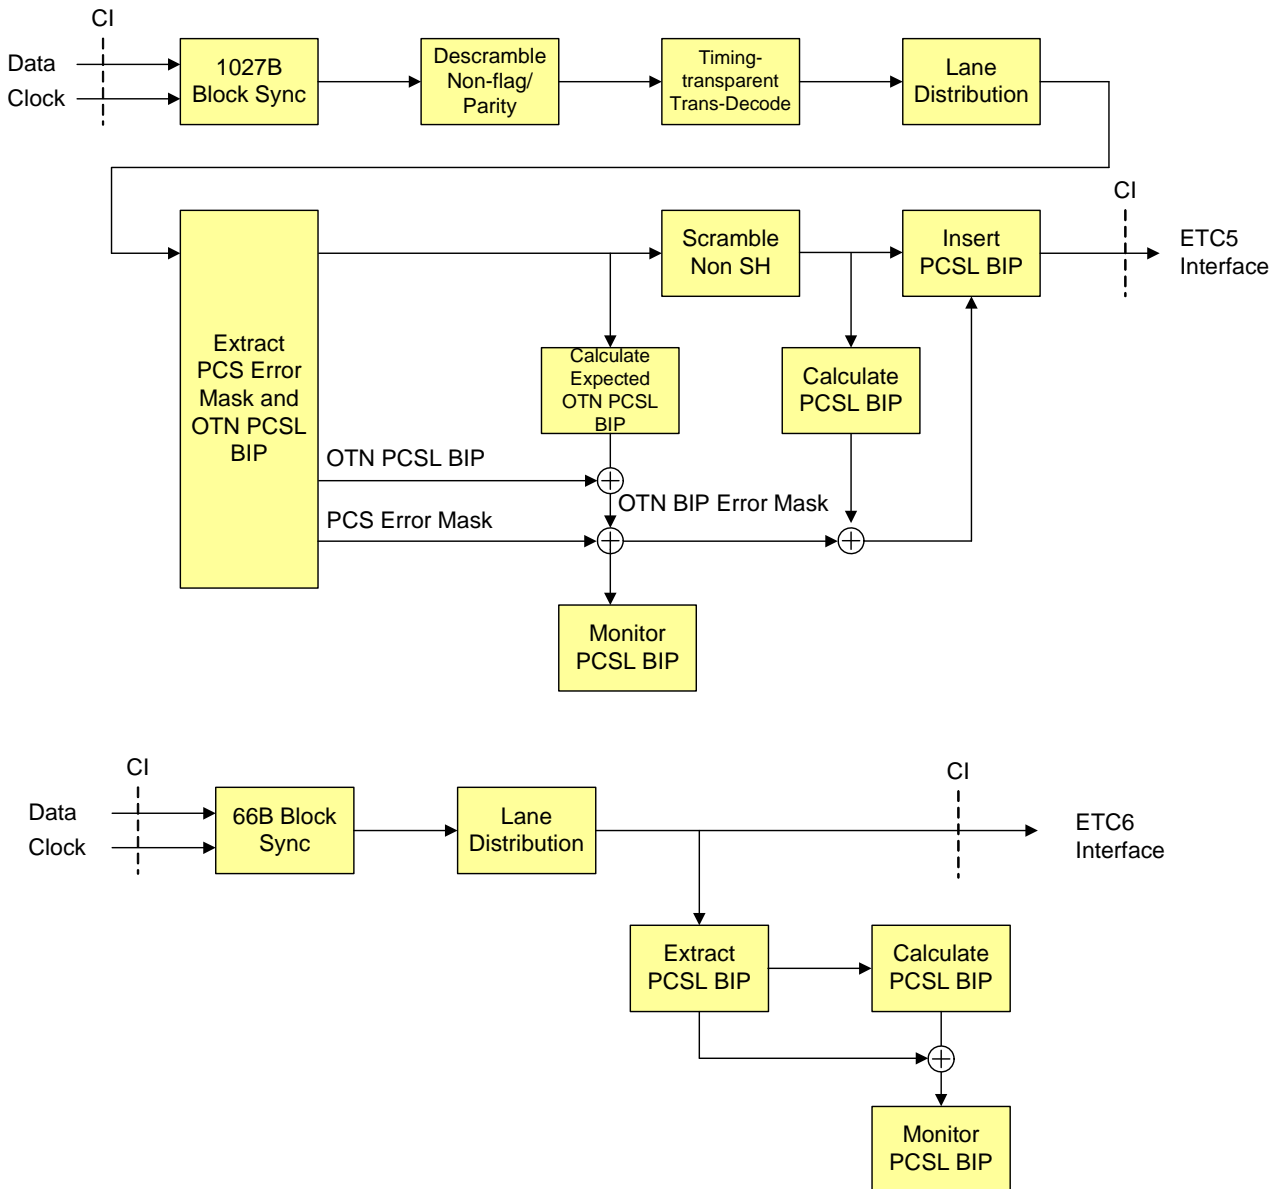 CI
Data
Clock
1027B
Block Sync
Descramble
Non-flag/
Parity
Timing-
transparent
Trans-Decode
Lane
Distribution
CI
Extract
PCS Error
Mask and
OTN PCSL
BIP
Scramble
Non SH
Insert
PCSL BIP
ETC5
Interface
Calculate
Expected
OTN PCSL
BIP
Calculate
PCSL BIP
OTN PCSL BIP
OTN BIP Error Mask
PCS Error Mask
Monitor
PCSL BIP
CI
Data
Clock
66B Block
Sync
Lane
Distribution
CI
ETC6
Interface
Extract
PCSL BIP
Calculate
PCSL BIP
Monitor
PCSL BIP